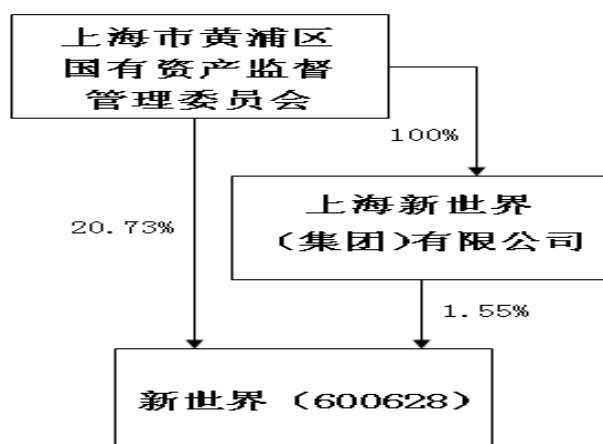 上海市黄浦区
国有资产监督
管理委员会
100%
上海新世界
(集团)有限公司
20.73%
1.55%
新世界（600628）